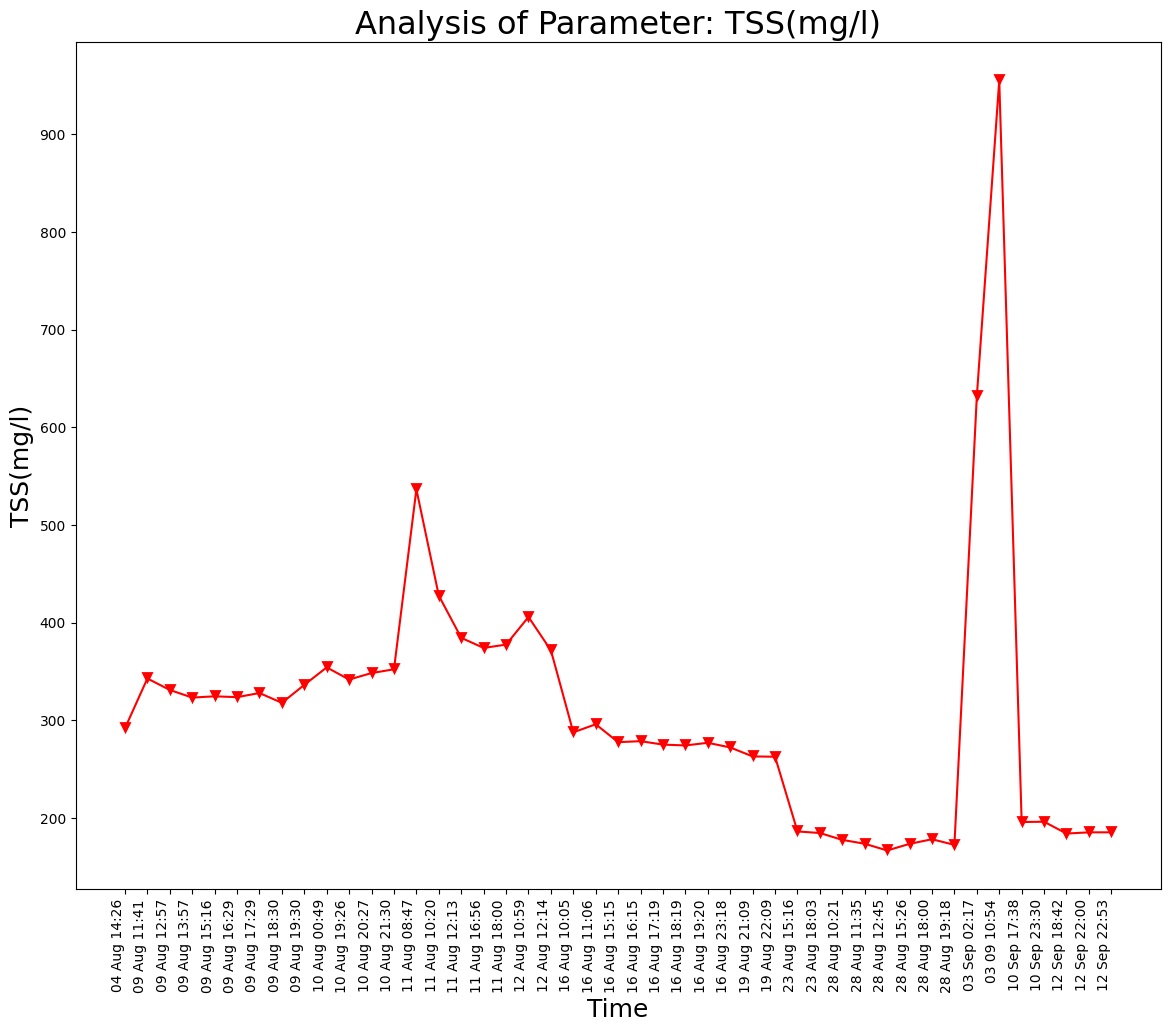 Analysis of Parameter: TSS(mg/l)
TSS(mg/l)
900
800
700
600
500
400
300
200
04 Aug 14:26
09 Aug 11:41
09 Aug 12:57
09 Aug 13:57
09 Aug 15:16
09 Aug 16:29
09 Aug 17:29
09 Aug 18:30
09 Aug 19:30
10 Aug 00:49
10 Aug 19:26
10 Aug 20:27
10 Aug 21:30
11 Aug 08:47
11 Aug 10:20
11 Aug 12:13
11 Aug 16:56
11 Aug 18:00
12 Aug 10:59
12 Aug 12:14
16 Aug 10:05
16 Aug 11:06
16 Aug 15:15
16 Aug 16:15
16 Aug 17:19
16 Aug 18:19
16 Aug 19:20
16 Aug 23:18
19 Aug 21:09
19 Aug 22:09
23 Aug 15:16
23 Aug 18:03
28 Aug 10:21
28 Aug 11:35
28 Aug 12:45
28 Aug 15:26
28 Aug 18:00
28 Aug 19:18
03 Sep 02:17
03 09 10:54
10 Sep 17:38
10 Sep 23:30
12 Sep 18:42
12 Sep 22:00
12 Sep 22:53
Time